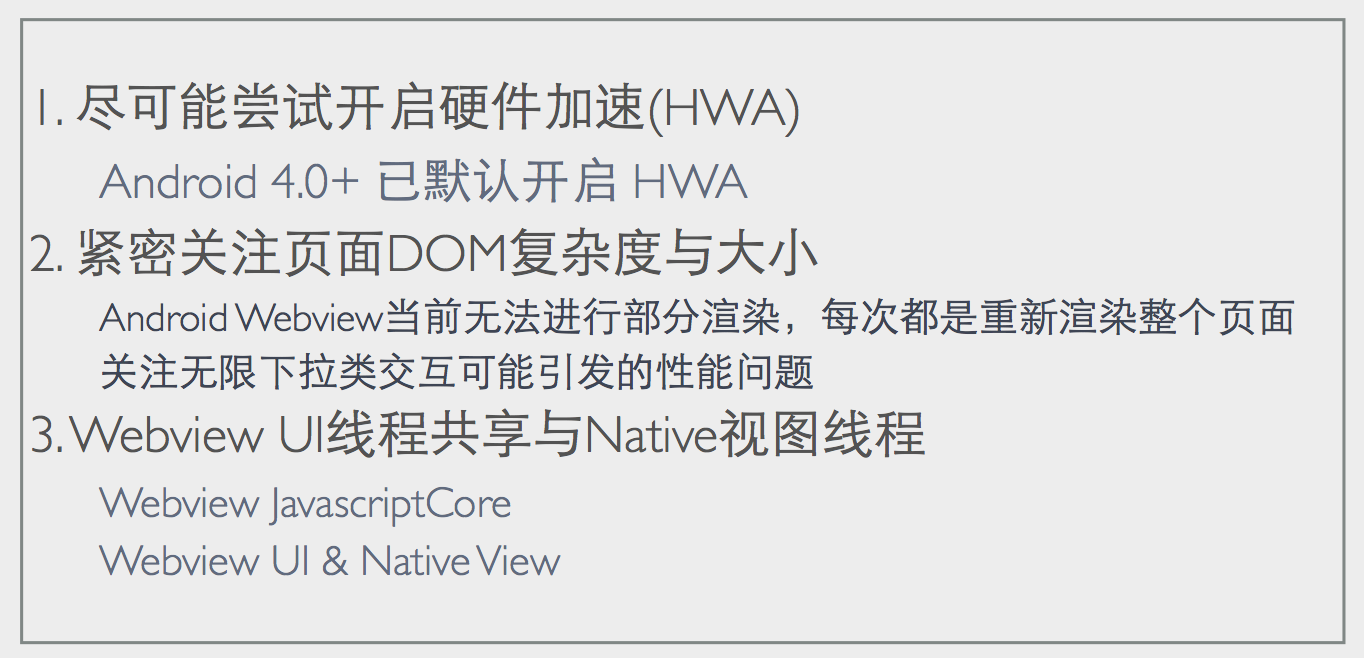 1. 尽可能尝试开启硬件加速(HWA)
Android 4.0+ 已默认开启 HWA
2. 紧密关注页面DOM复杂度与大小
Android Webview当前无法进行部分渲染，每次都是重新渲染整个页面
关注无限下拉类交互可能引发的性能问题
3. Webview UI线程共享与Native视图线程
Webview JavascriptCore
Webview UI & Native View